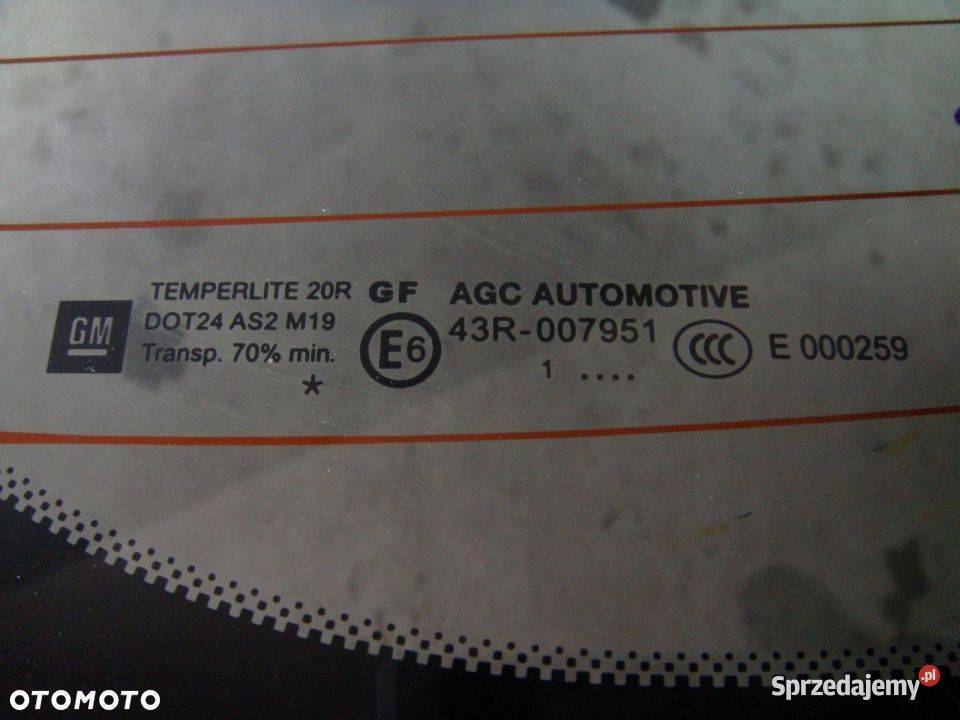 TEMPERLITE 20R GF AGC AUTOMOTIVE
GM DOT24 AS2 M19 E6 43R-007951 CCC E 000259
Transp. 70% min. 1 ....
*
OTOMOTO
Sprzedajemy.pl